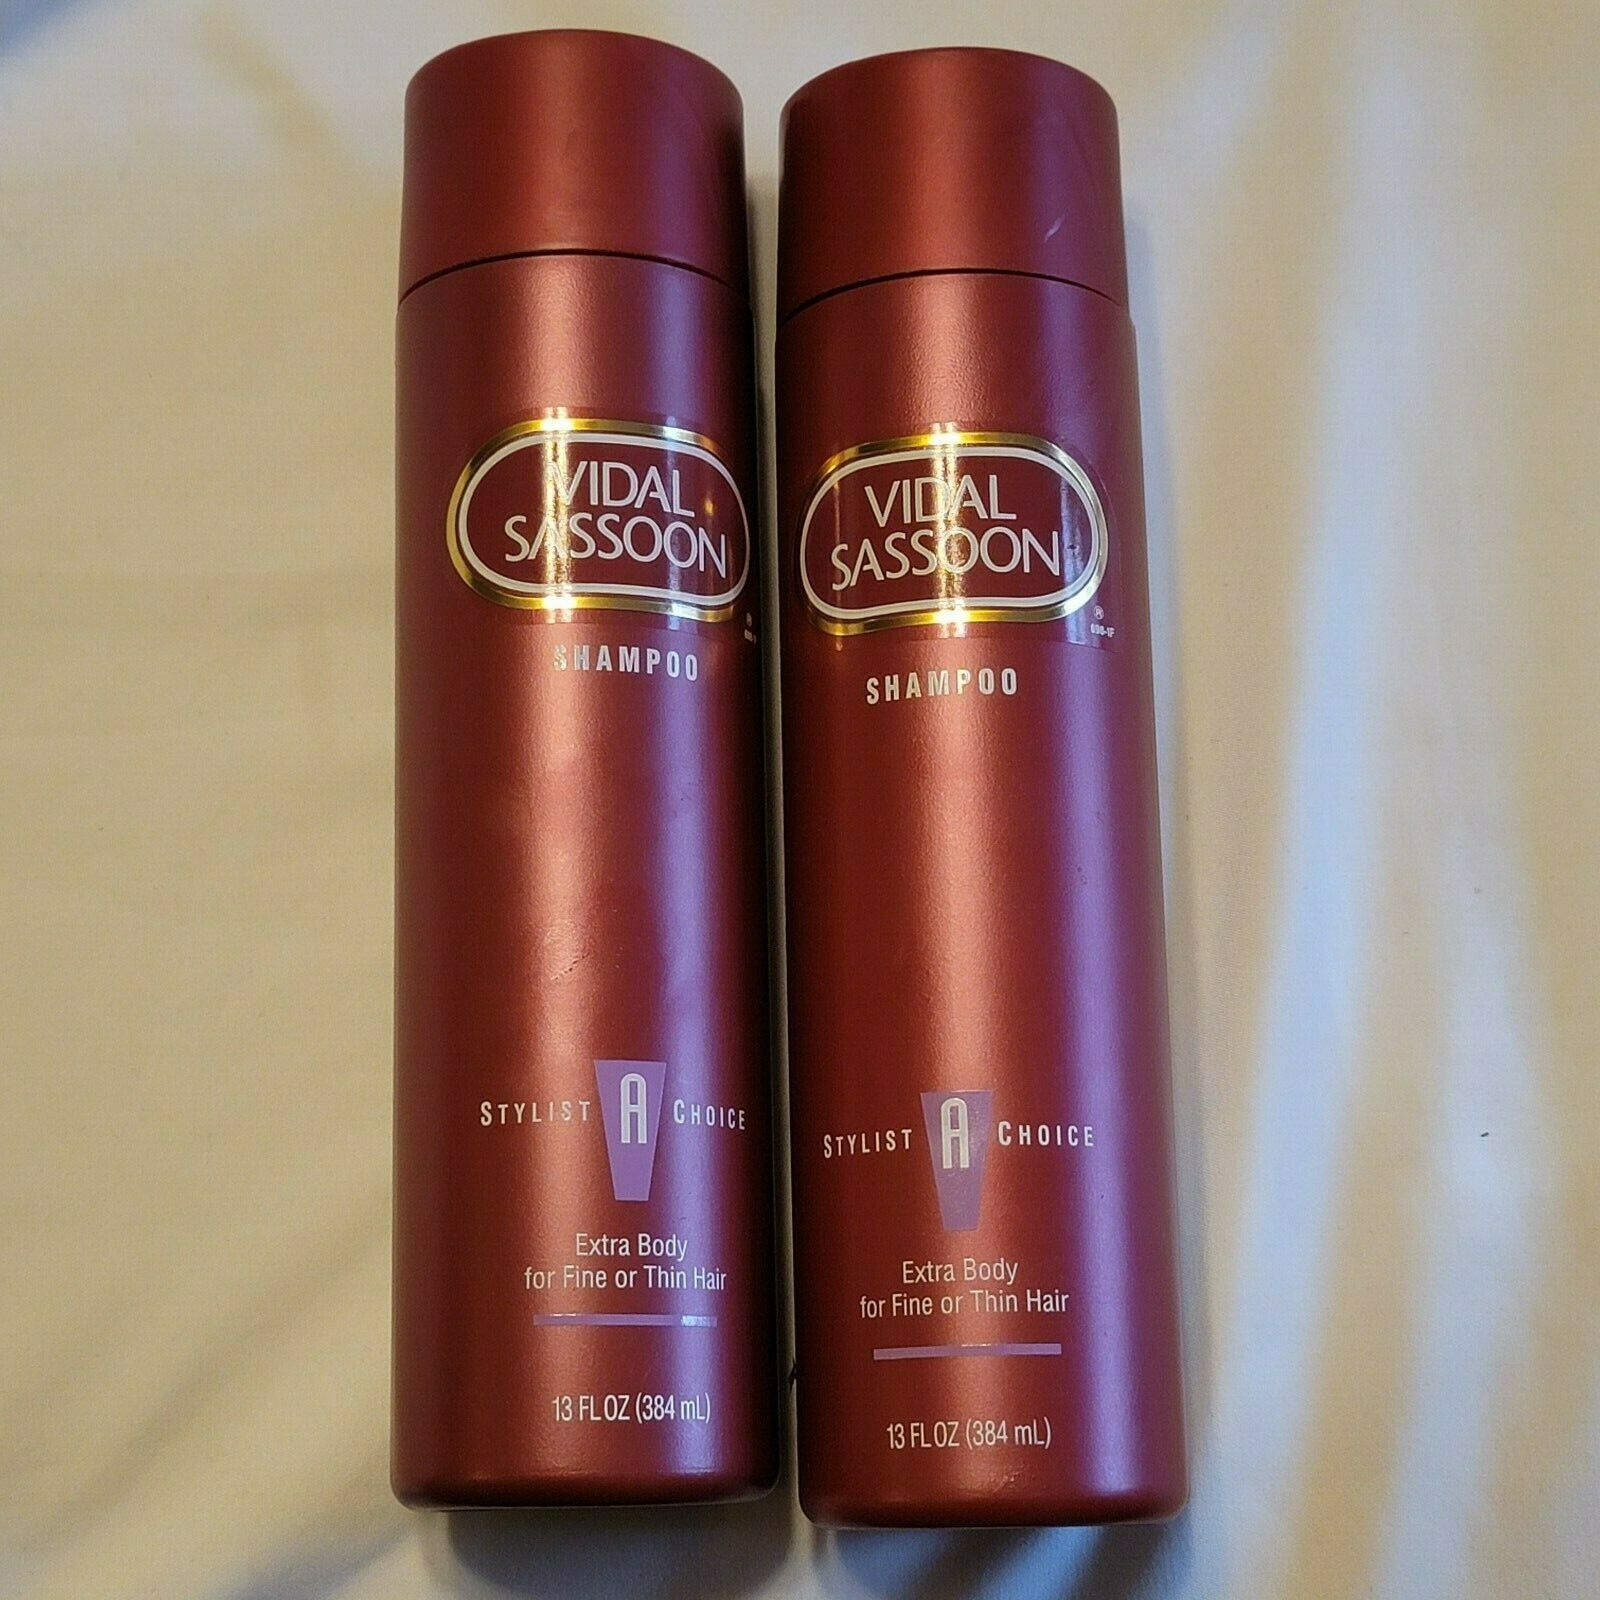 VIDAL
SASSOON
®
SHAMPOO
STYLIST A CHOICE
Extra Body
for Fine or Thin Hair
13 FL OZ (384 mL)
VIDAL
SASSOON
®
SHAMPOO
STYLIST A CHOICE
Extra Body
for Fine or Thin Hair
13 FL OZ (384 mL)